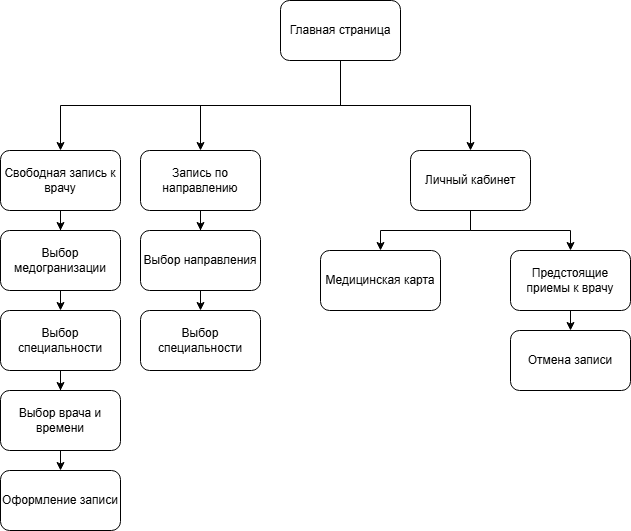 Главная страница
Свободная запись к
врачу
Запись по
направлению
Личный кабинет
Выбор
медогранизации
Выбор направления
Медицинская карта
Предстоящие
приемы к врачу
Выбор
специальности
Выбор
специальности
Отмена записи
Выбор врача и
времени
Оформление записи